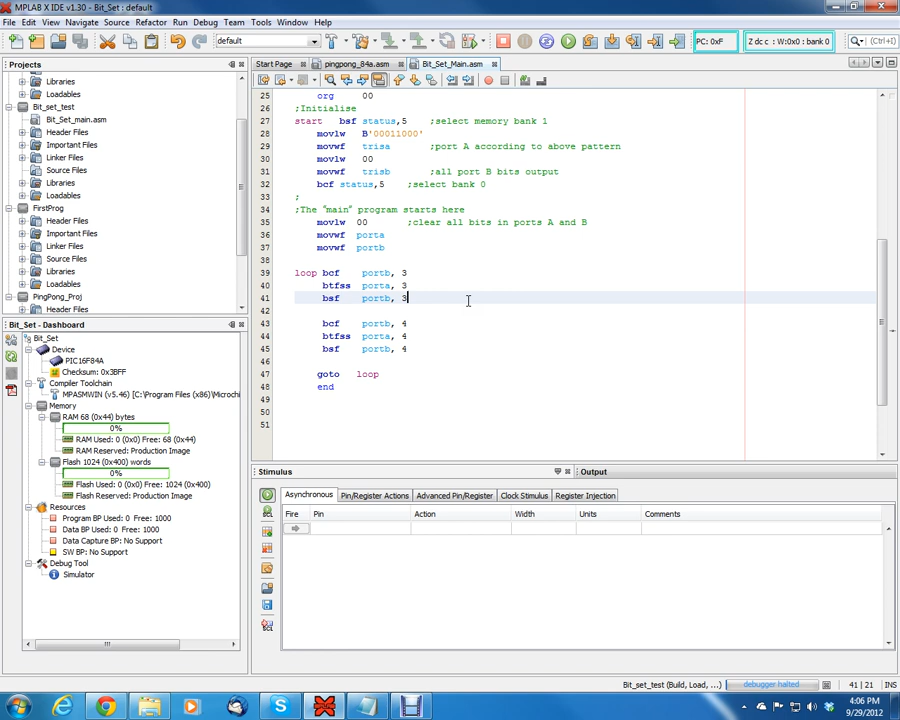 MPLAB X IDE v1.30 - Bit_Set : default
File Edit View Navigate Source Refactor Run Debug Team Tools Window Help
default
PC: 0xF
Z dc c : W:0x0 : bank 0
(Ctrl+I)
Projects
Libraries
Loadables
Bit_set_test
Bit_Set_main.asm
Header Files
Important Files
Linker Files
Source Files
Libraries
Loadables
FirstProg
Header Files
Important Files
Linker Files
Source Files
Libraries
Loadables
PingPong_Proj
Header Files
Bit_Set - Dashboard
Bit_Set
Device
PIC16F84A
Checksum: 0x3BFF
Compiler Toolchain
MPASMWIN (v5.46) [C:\Program Files (x86)\Microchi
Memory
RAM 68 (0x44) bytes
0%
RAM Used: 0 (0x0) Free: 68 (0x44)
RAM Reserved: Production Image
Flash 1024 (0x400) words
0%
Flash Used: 0 (0x0) Free: 1024 (0x400)
Flash Reserved: Production Image
Resources
Program BP Used: 0 Free: 1000
Data BP Used: 0 Free: 1000
Data Capture BP: No Support
SW BP: No Support
Debug Tool
Simulator
Start Page pingpong_84a.asm Bit_Set_Main.asm
25 org 00
26 ;Initialise
27 start bsf status,5 ;select memory bank 1
28 movlw B'00011000'
29 movwf trisa ;port A according to above pattern
30 movlw 00
31 movwf trisb ;all port B bits output
32 bcf status,5 ;select bank 0
33 ;
34 ;The "main" program starts here
35 movlw 00 ;clear all bits in ports A and B
36 movwf porta
37 movwf portb
38
39 loop bcf portb, 3
40 btfss porta, 3
41 bsf portb, 3
42
43 bcf portb, 4
44 btfss porta, 4
45 bsf portb, 4
46
47 goto loop
48 end
49
50
51
Stimulus
Output
Asynchronous Pin/Register Actions Advanced Pin/Register Clock Stimulus Register Injection
Fire Pin Action Width Units Comments
SCL
SCL
Bit_set_test (Build, Load, ...) debugger halted 41 | 21 INS
4:06 PM
9/29/2012